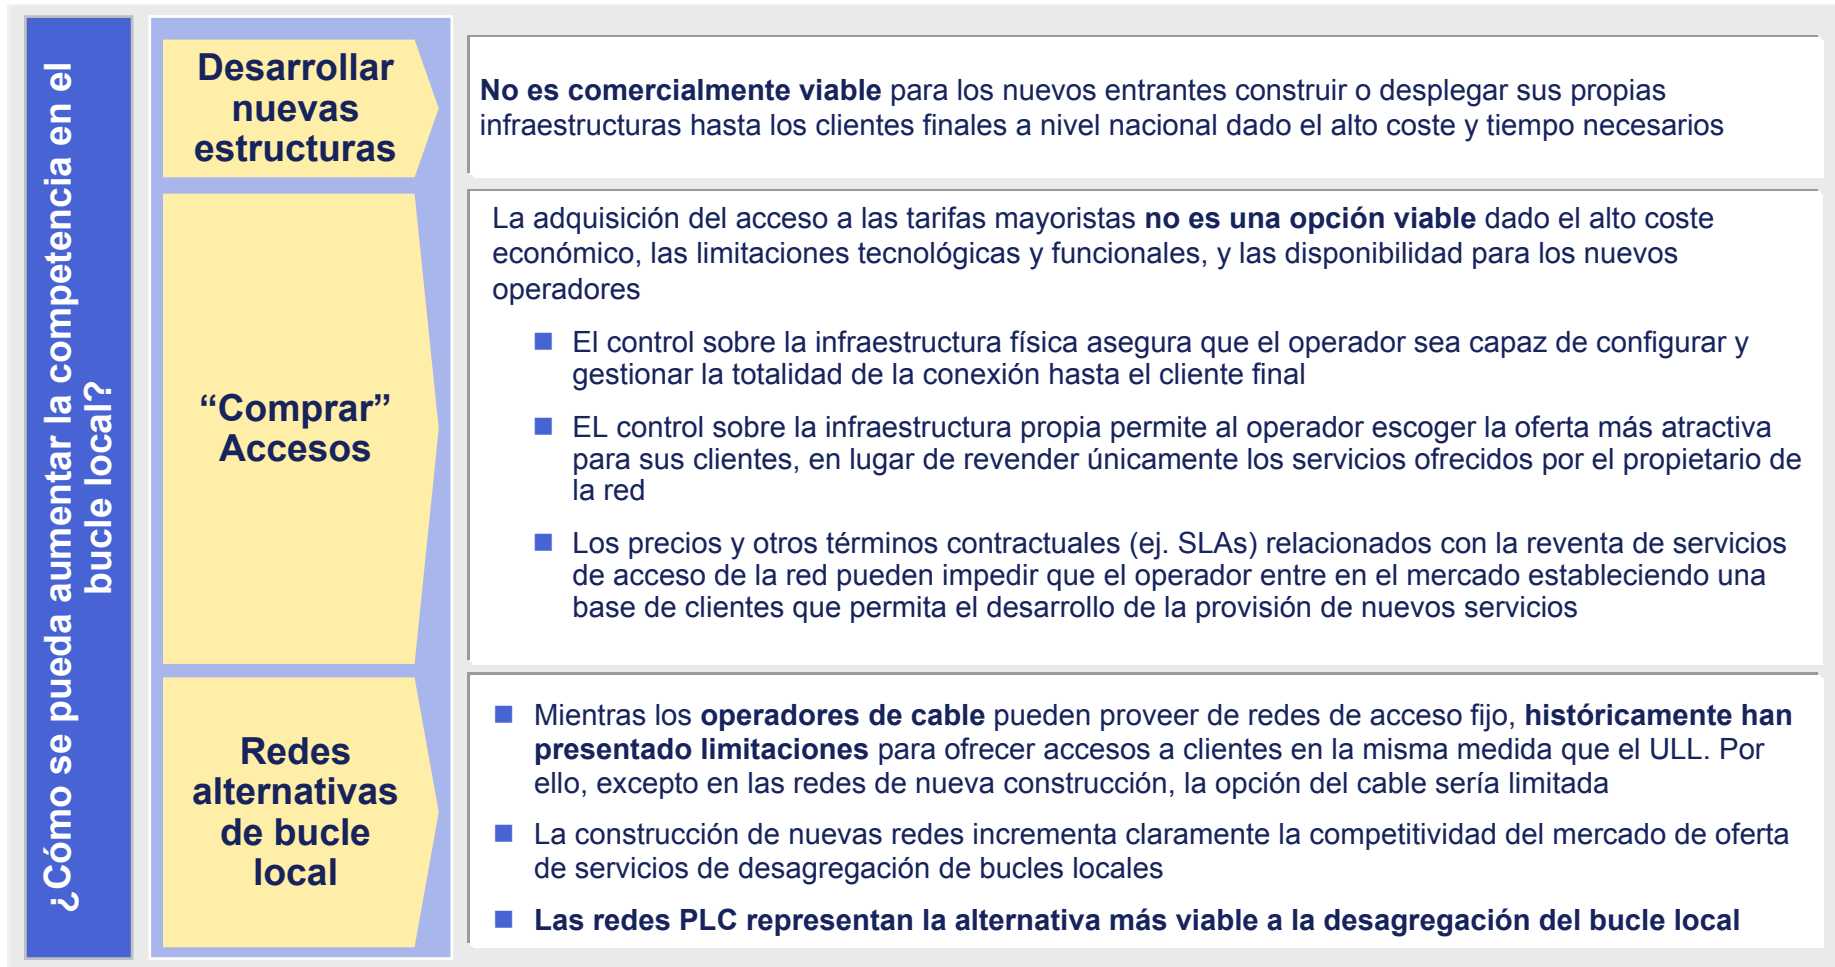 ¿Cómo se pueda aumentar la competencia en el
bucle local?
Desarrollar
nuevas
estructuras
No es comercialmente viable para los nuevos entrantes construir o desplegar sus propias
infraestructuras hasta los clientes finales a nivel nacional dado el alto coste y tiempo necesarios
“Comprar”
Accesos
La adquisición del acceso a las tarifas mayoristas no es una opción viable dado el alto coste
económico, las limitaciones tecnológicas y funcionales, y las disponibilidad para los nuevos
operadores
El control sobre la infraestructura física asegura que el operador sea capaz de configurar y
gestionar la totalidad de la conexión hasta el cliente final
EL control sobre la infraestructura propia permite al operador escoger la oferta más atractiva
para sus clientes, en lugar de revender únicamente los servicios ofrecidos por el propietario de
la red
Los precios y otros términos contractuales (ej. SLAs) relacionados con la reventa de servicios
de acceso de la red pueden impedir que el operador entre en el mercado estableciendo una
base de clientes que permita el desarrollo de la provisión de nuevos servicios
Redes
alternativas
de bucle
local
Mientras los operadores de cable pueden proveer de redes de acceso fijo, históricamente han
presentado limitaciones para ofrecer accesos a clientes en la misma medida que el ULL. Por
ello, excepto en las redes de nueva construcción, la opción del cable sería limitada
La construcción de nuevas redes incrementa claramente la competitividad del mercado de oferta
de servicios de desagregación de bucles locales
Las redes PLC representan la alternativa más viable a la desagregación del bucle local